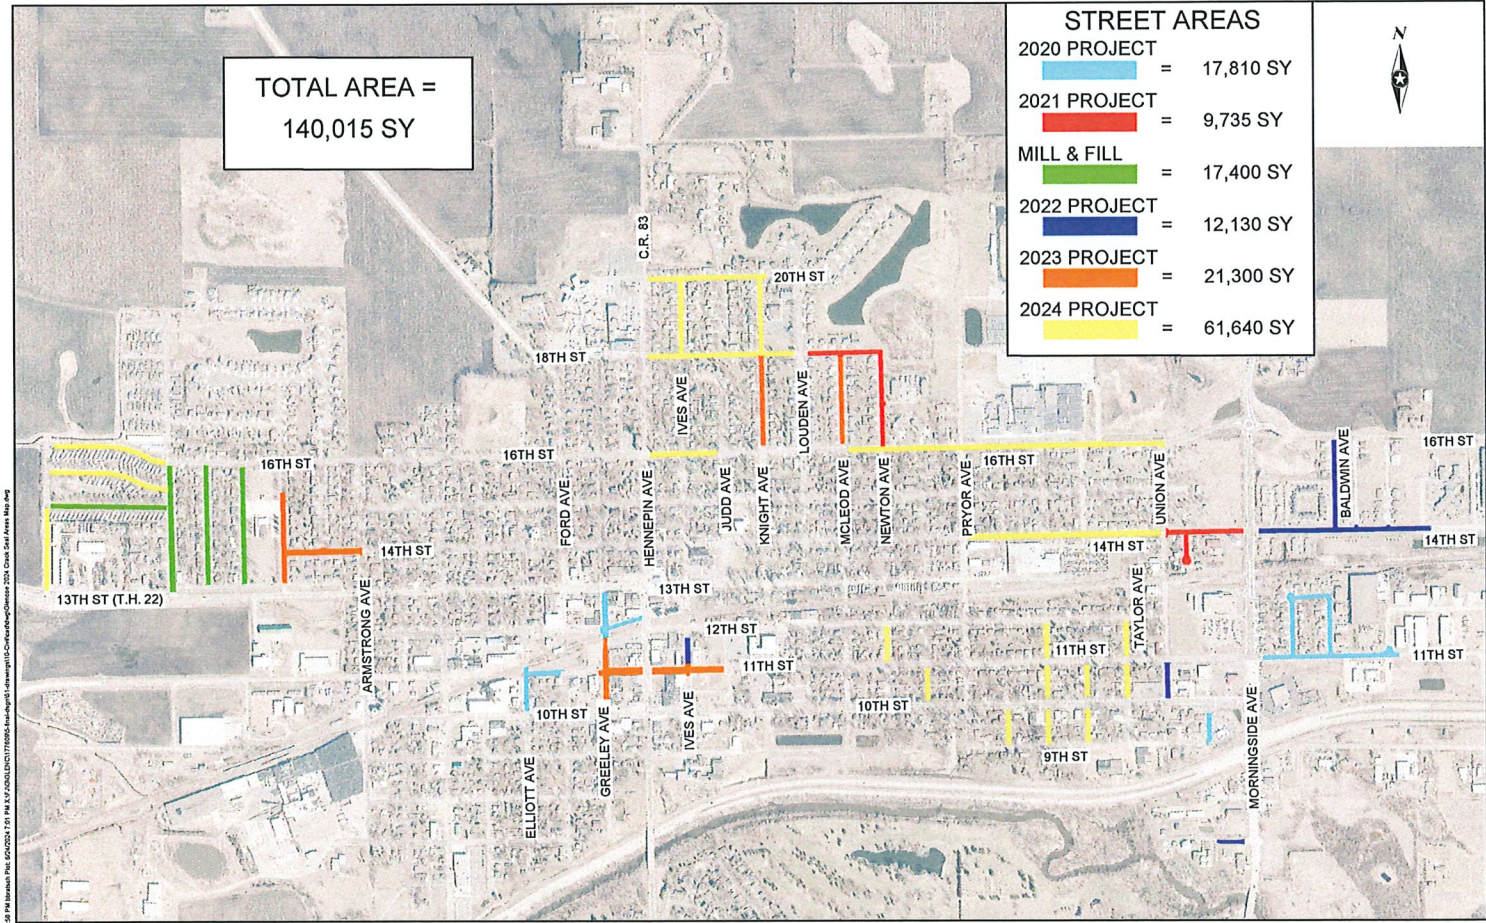 TOTAL AREA =
140,015 SY
STREET AREAS
2020 PROJECT
= 17,810 SY
2021 PROJECT
= 9,735 SY
MILL & FILL
= 17,400 SY
2022 PROJECT
= 12,130 SY
2023 PROJECT
= 21,300 SY
2024 PROJECT
= 61,640 SY
N
C.R. 83
20TH ST
18TH ST
IVES AVE
LOUDEN AVE
16TH ST
16TH ST
16TH ST
16TH ST
FORD AVE
HENNEPIN AVE
JUDD AVE
KNIGHT AVE
MCLEOD AVE
NEWTON AVE
PRYOR AVE
UNION AVE
BALDWIN AVE
14TH ST
14TH ST
14TH ST
13TH ST (T.H. 22)
ARMSTRONG AVE
13TH ST
12TH ST
11TH ST
11TH ST
11TH ST
TAYLOR AVE
10TH ST
10TH ST
GREELEY AVE
IVES AVE
ELLIOTT AVE
9TH ST
MORNINGSIDE AVE